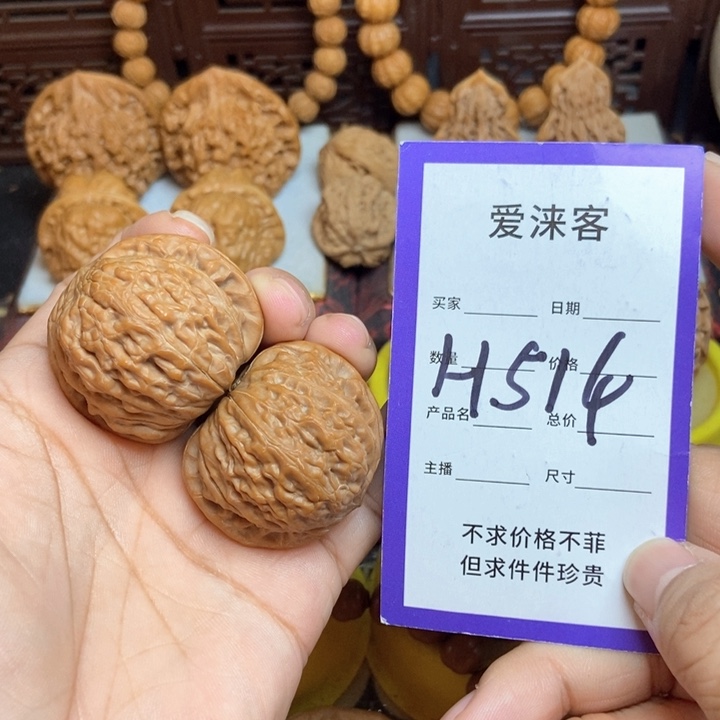 爱涞客
买家 日期
数量 价格
H514
产品名 总价
主播 尺寸
不求价格不菲
但求件件珍贵